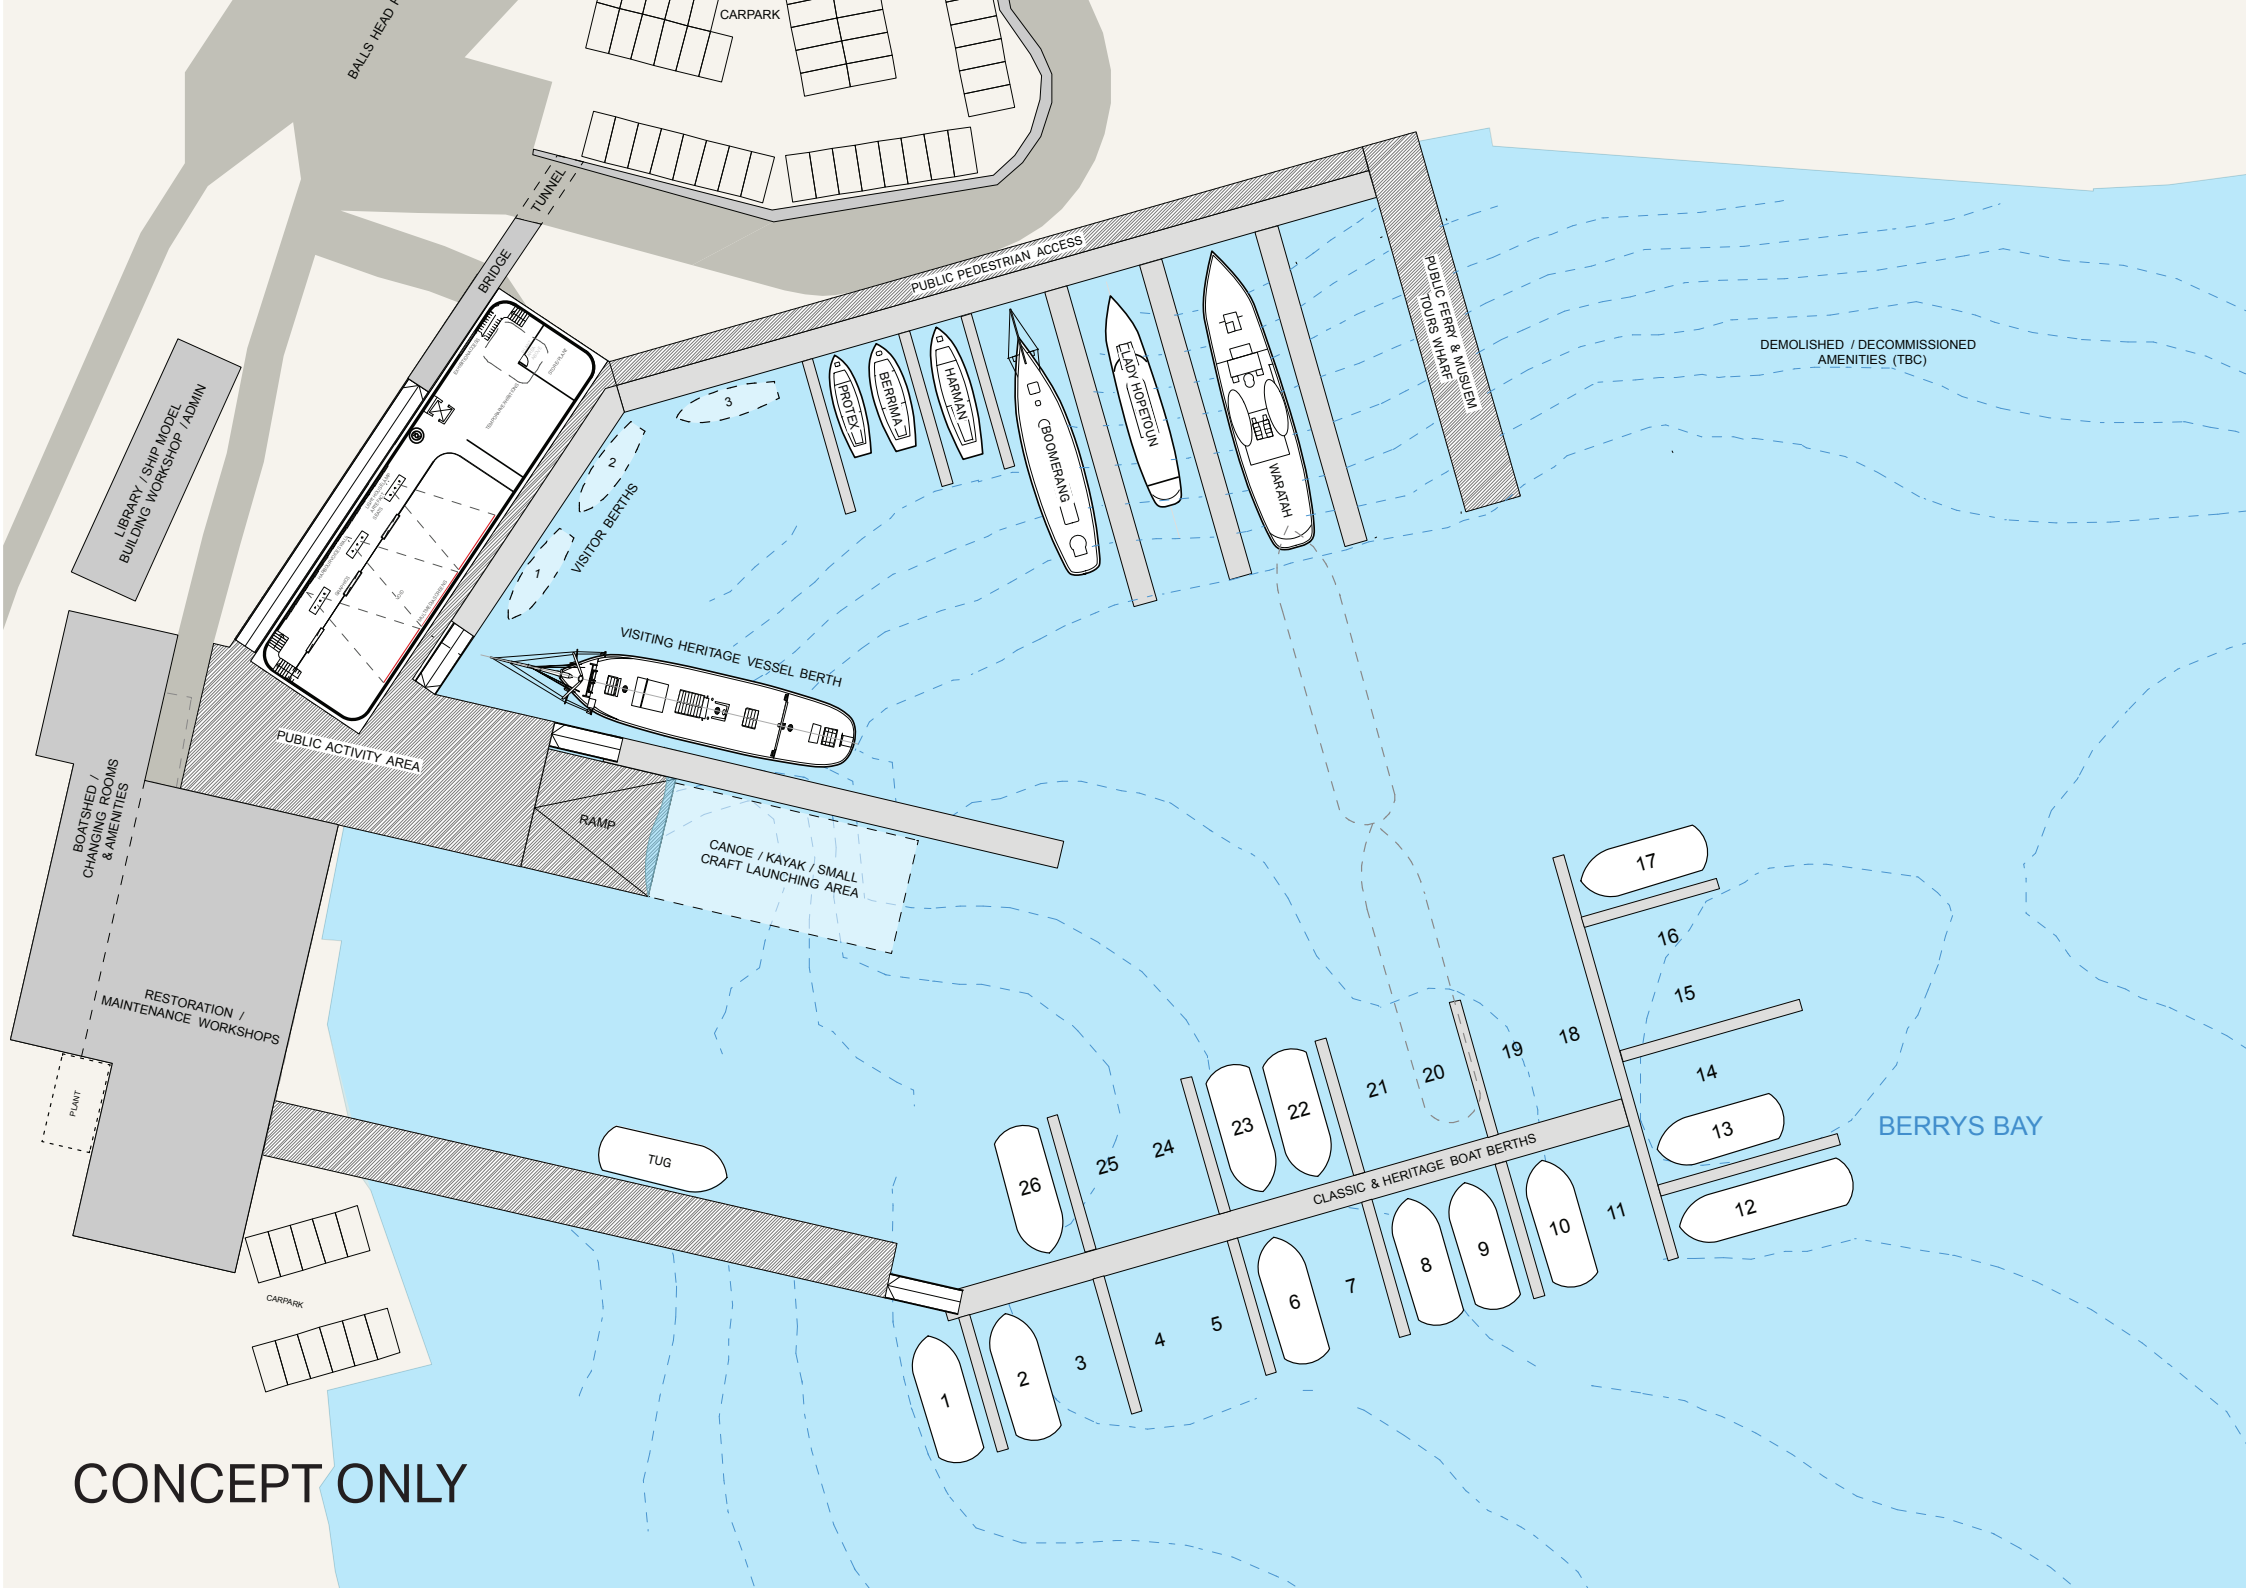 BALLS HEAD
CARPARK
TUNNEL
BRIDGE
PUBLIC PEDESTRIAN ACCESS
PUBLIC FERRY & MUSUEM
TOURS WHARF
DEMOLISHED / DECOMMISSIONED
AMENITIES (TBC)
LIBRARY / SHIP MODEL
BUILDING WORKSHOP / ADMIN
PROTEX
BERRIMA
HARMAN
BOOMERANG
LADY HOPETOUN
WARATAH
3
2
1
VISITOR BERTHS
VISITING HERITAGE VESSEL BERTH
PUBLIC ACTIVITY AREA
RAMP
CANOE / KAYAK / SMALL
CRAFT LAUNCHING AREA
BOATSHED /
CHANGING ROOMS
& AMENITIES
RESTORATION /
MAINTENANCE WORKSHOPS
PLANT
TUG
CARPARK
17
16
15
18
19
14
20
21
13
22
23
24
25
26
12
11
10
9
8
7
6
5
4
3
2
1
CLASSIC & HERITAGE BOAT BERTHS
BERRYS BAY
CONCEPT ONLY